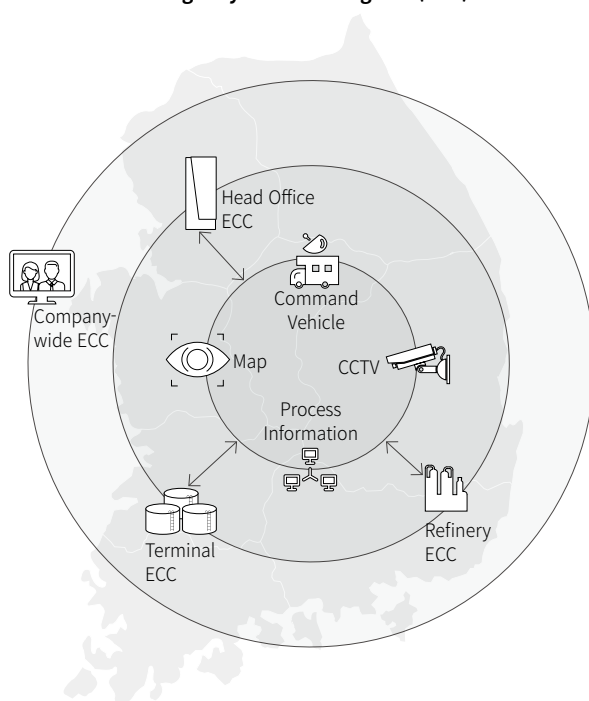 Head Office
ECC
Command
Vehicle
Company-
wide ECC
Map
CCTV
Process
Information
Terminal
ECC
Refinery
ECC